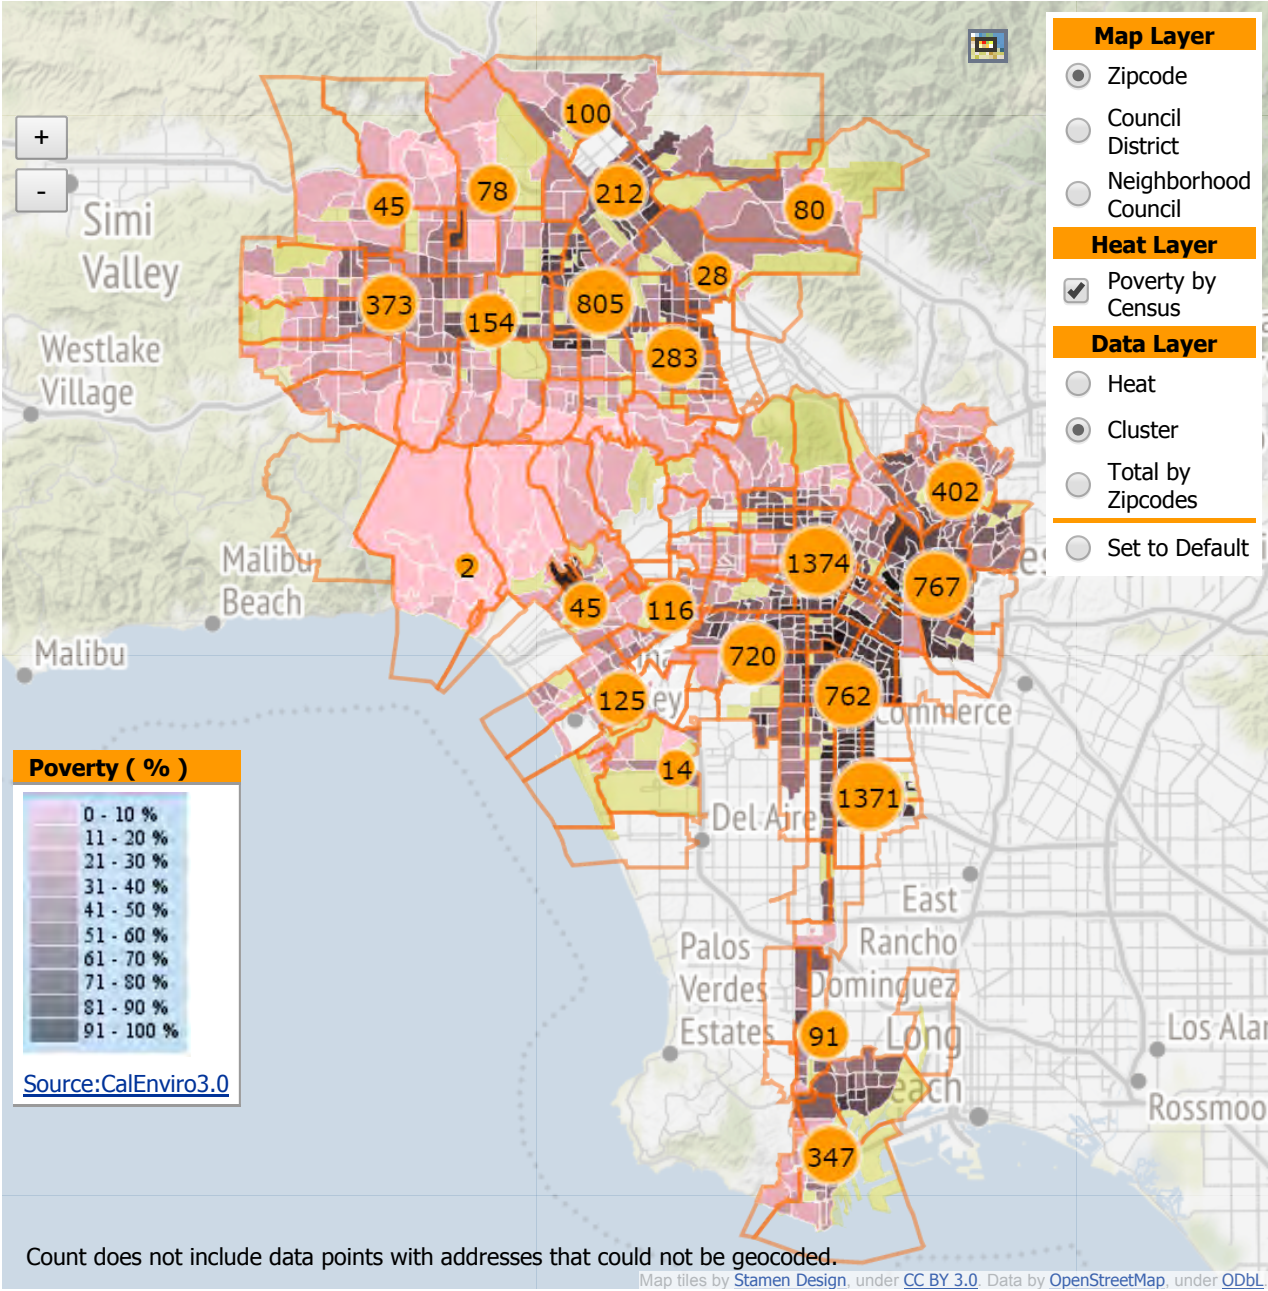 Map Layer
Zipcode
Council
District
Neighborhood
Council
Heat Layer
Poverty by
Census
Data Layer
Heat
Cluster
Total by
Zipcodes
Set to Default
+
-
100
78
212
45
80
28
373
154
805
283
402
1374
767
2
45
116
720
125
762
14
1371
91
347
Simi
Valley
Westlake
Village
Malibu
Beach
Malibu
Commerce
Del Aire
East
Rancho
Dominguez
Palos
Verdes
Estates
Long
each
Los Alar
Rossmoo
Poverty ( % )
0 - 10 %
11 - 20 %
21 - 30 %
31 - 40 %
41 - 50 %
51 - 60 %
61 - 70 %
71 - 80 %
81 - 90 %
91 - 100 %
Source:CalEnviro3.0
Count does not include data points with addresses that could not be geocoded.
Map tiles by Stamen Design, under CC BY 3.0. Data by OpenStreetMap, under ODbL.